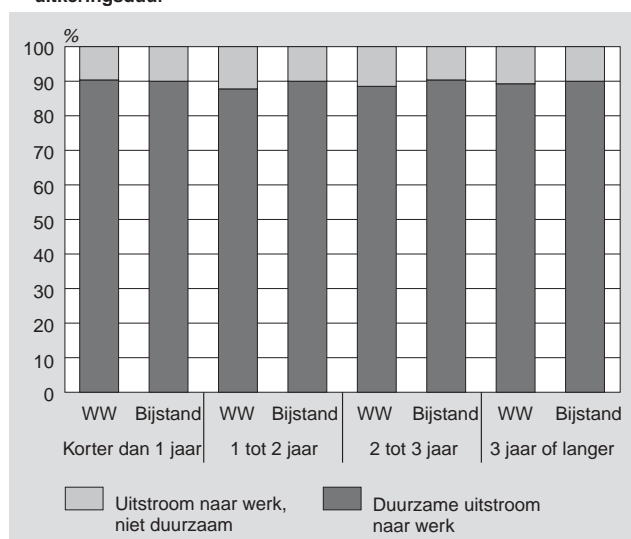 uitkeringsduur
%
100
90
80
70
60
50
40
30
20
10
0
WW Bijstand WW Bijstand WW Bijstand WW Bijstand
Korter dan 1 jaar 1 tot 2 jaar 2 tot 3 jaar 3 jaar of langer
Uitstroom naar werk,
niet duurzaam
Duurzame uitstroom
naar werk